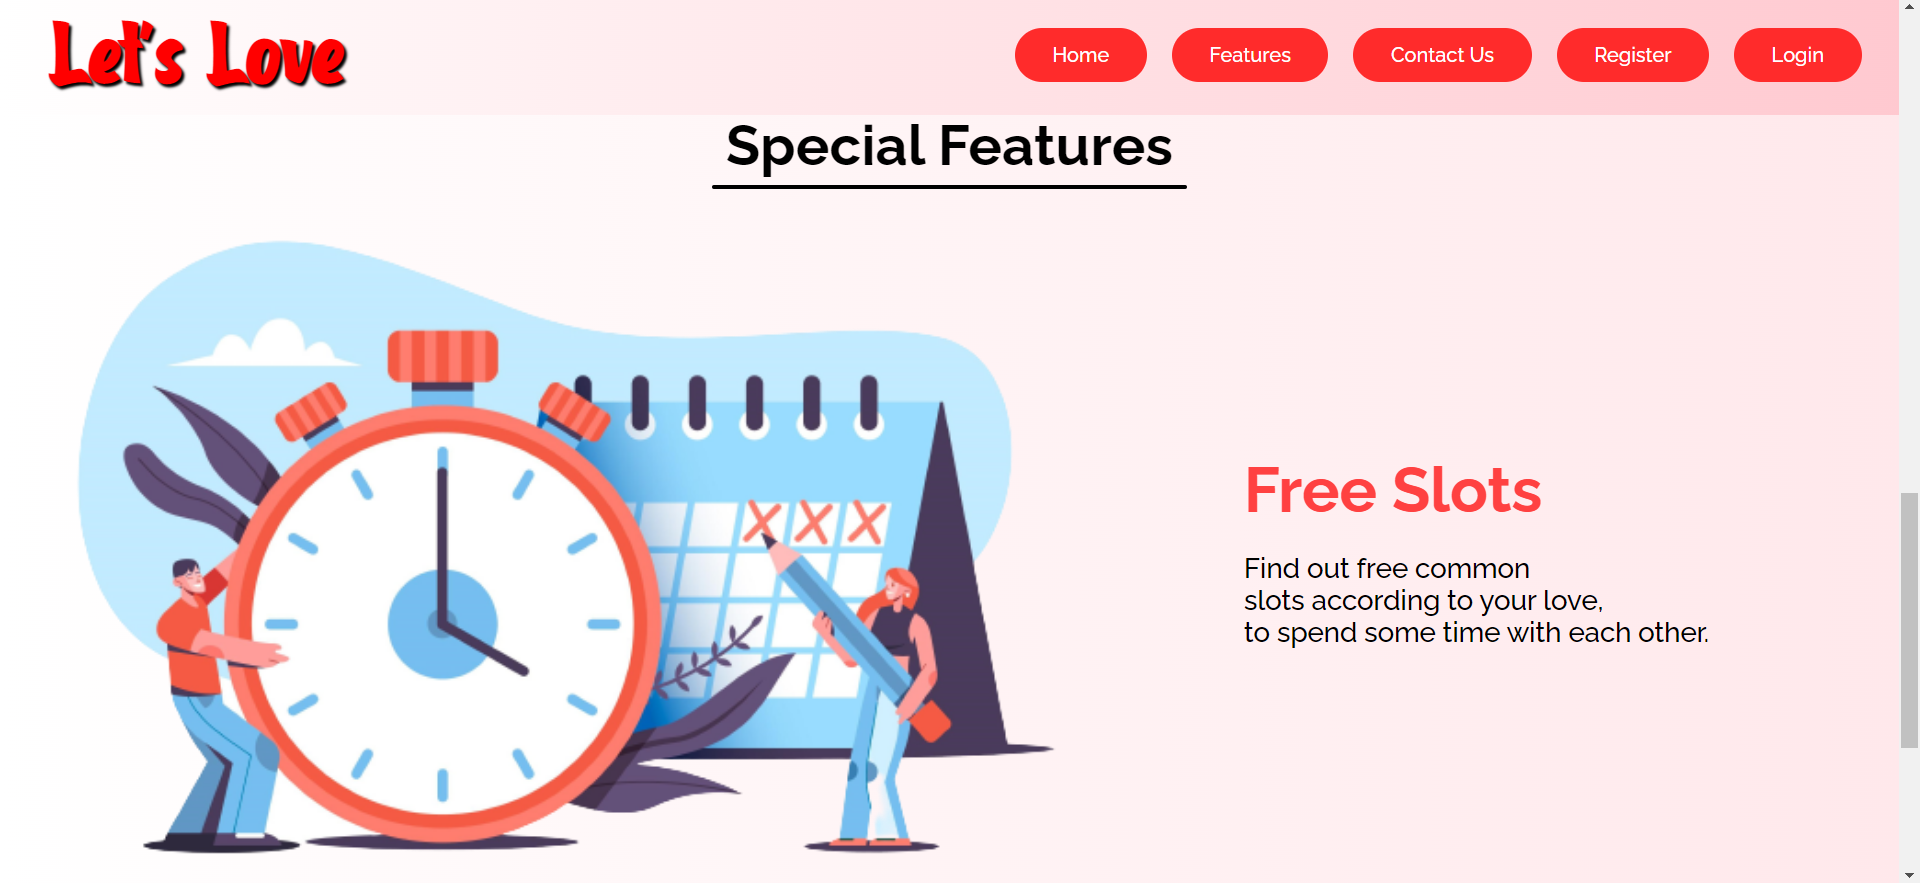 Let's Love
Home
Features
Contact Us
Register
Login
Special Features
Free Slots
Find out free common
slots according to your love,
to spend some time with each other.